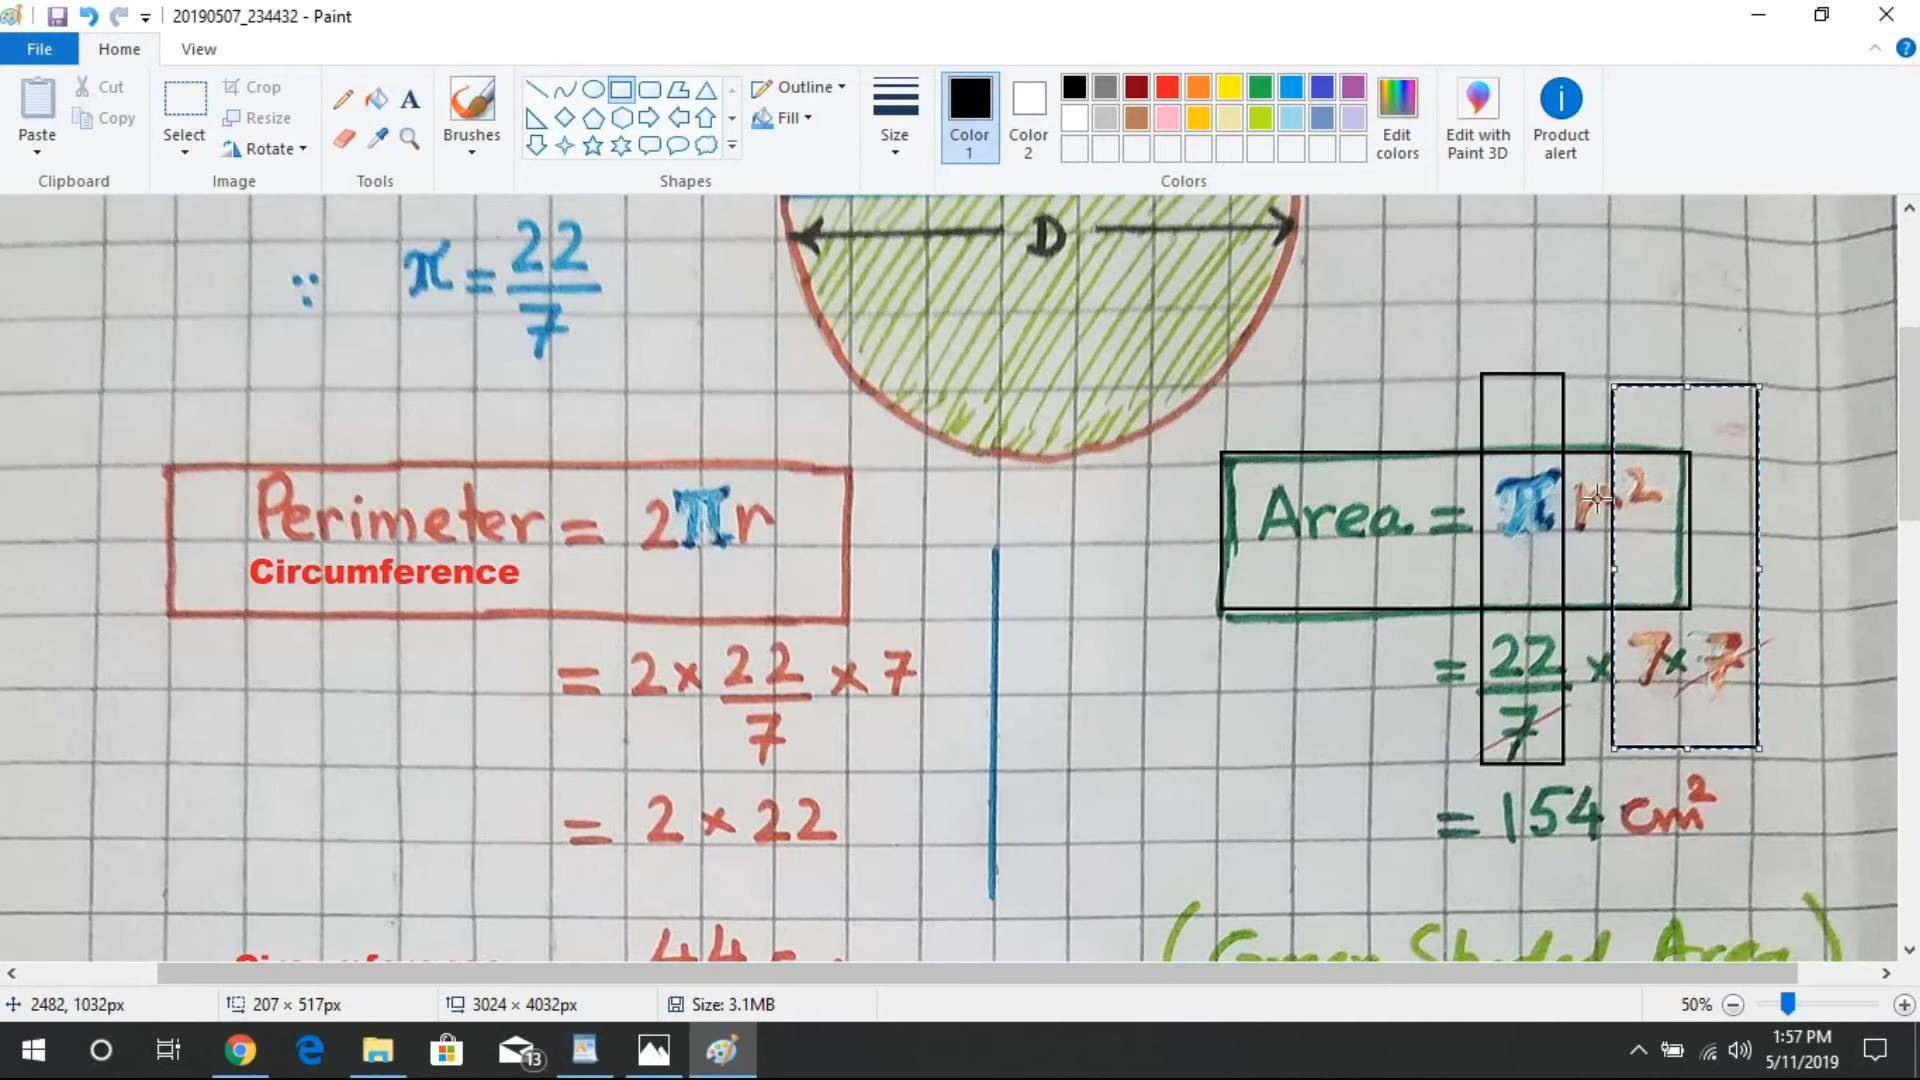 20190507_234432 - Paint
File Home View
Paste
Cut
Copy
Clipboard
Select
Crop
Resize
Rotate
Image
A
Tools
Brushes
Shapes
Outline
Fill
Size
Color 1
Color 2
Edit colors
Colors
Edit with Paint 3D
Product alert
∵ π = 22/7
D
Perimeter = 2πr
Circumference
= 2 × 22/7 × 7
= 2 × 22
Area = πr²
= 22/7 × 7 × 7
= 154 cm²
(Green Shaded Area)
2482, 1032px
207 × 517px
3024 × 4032px
Size: 3.1MB
50%
13
1:57 PM
5/11/2019